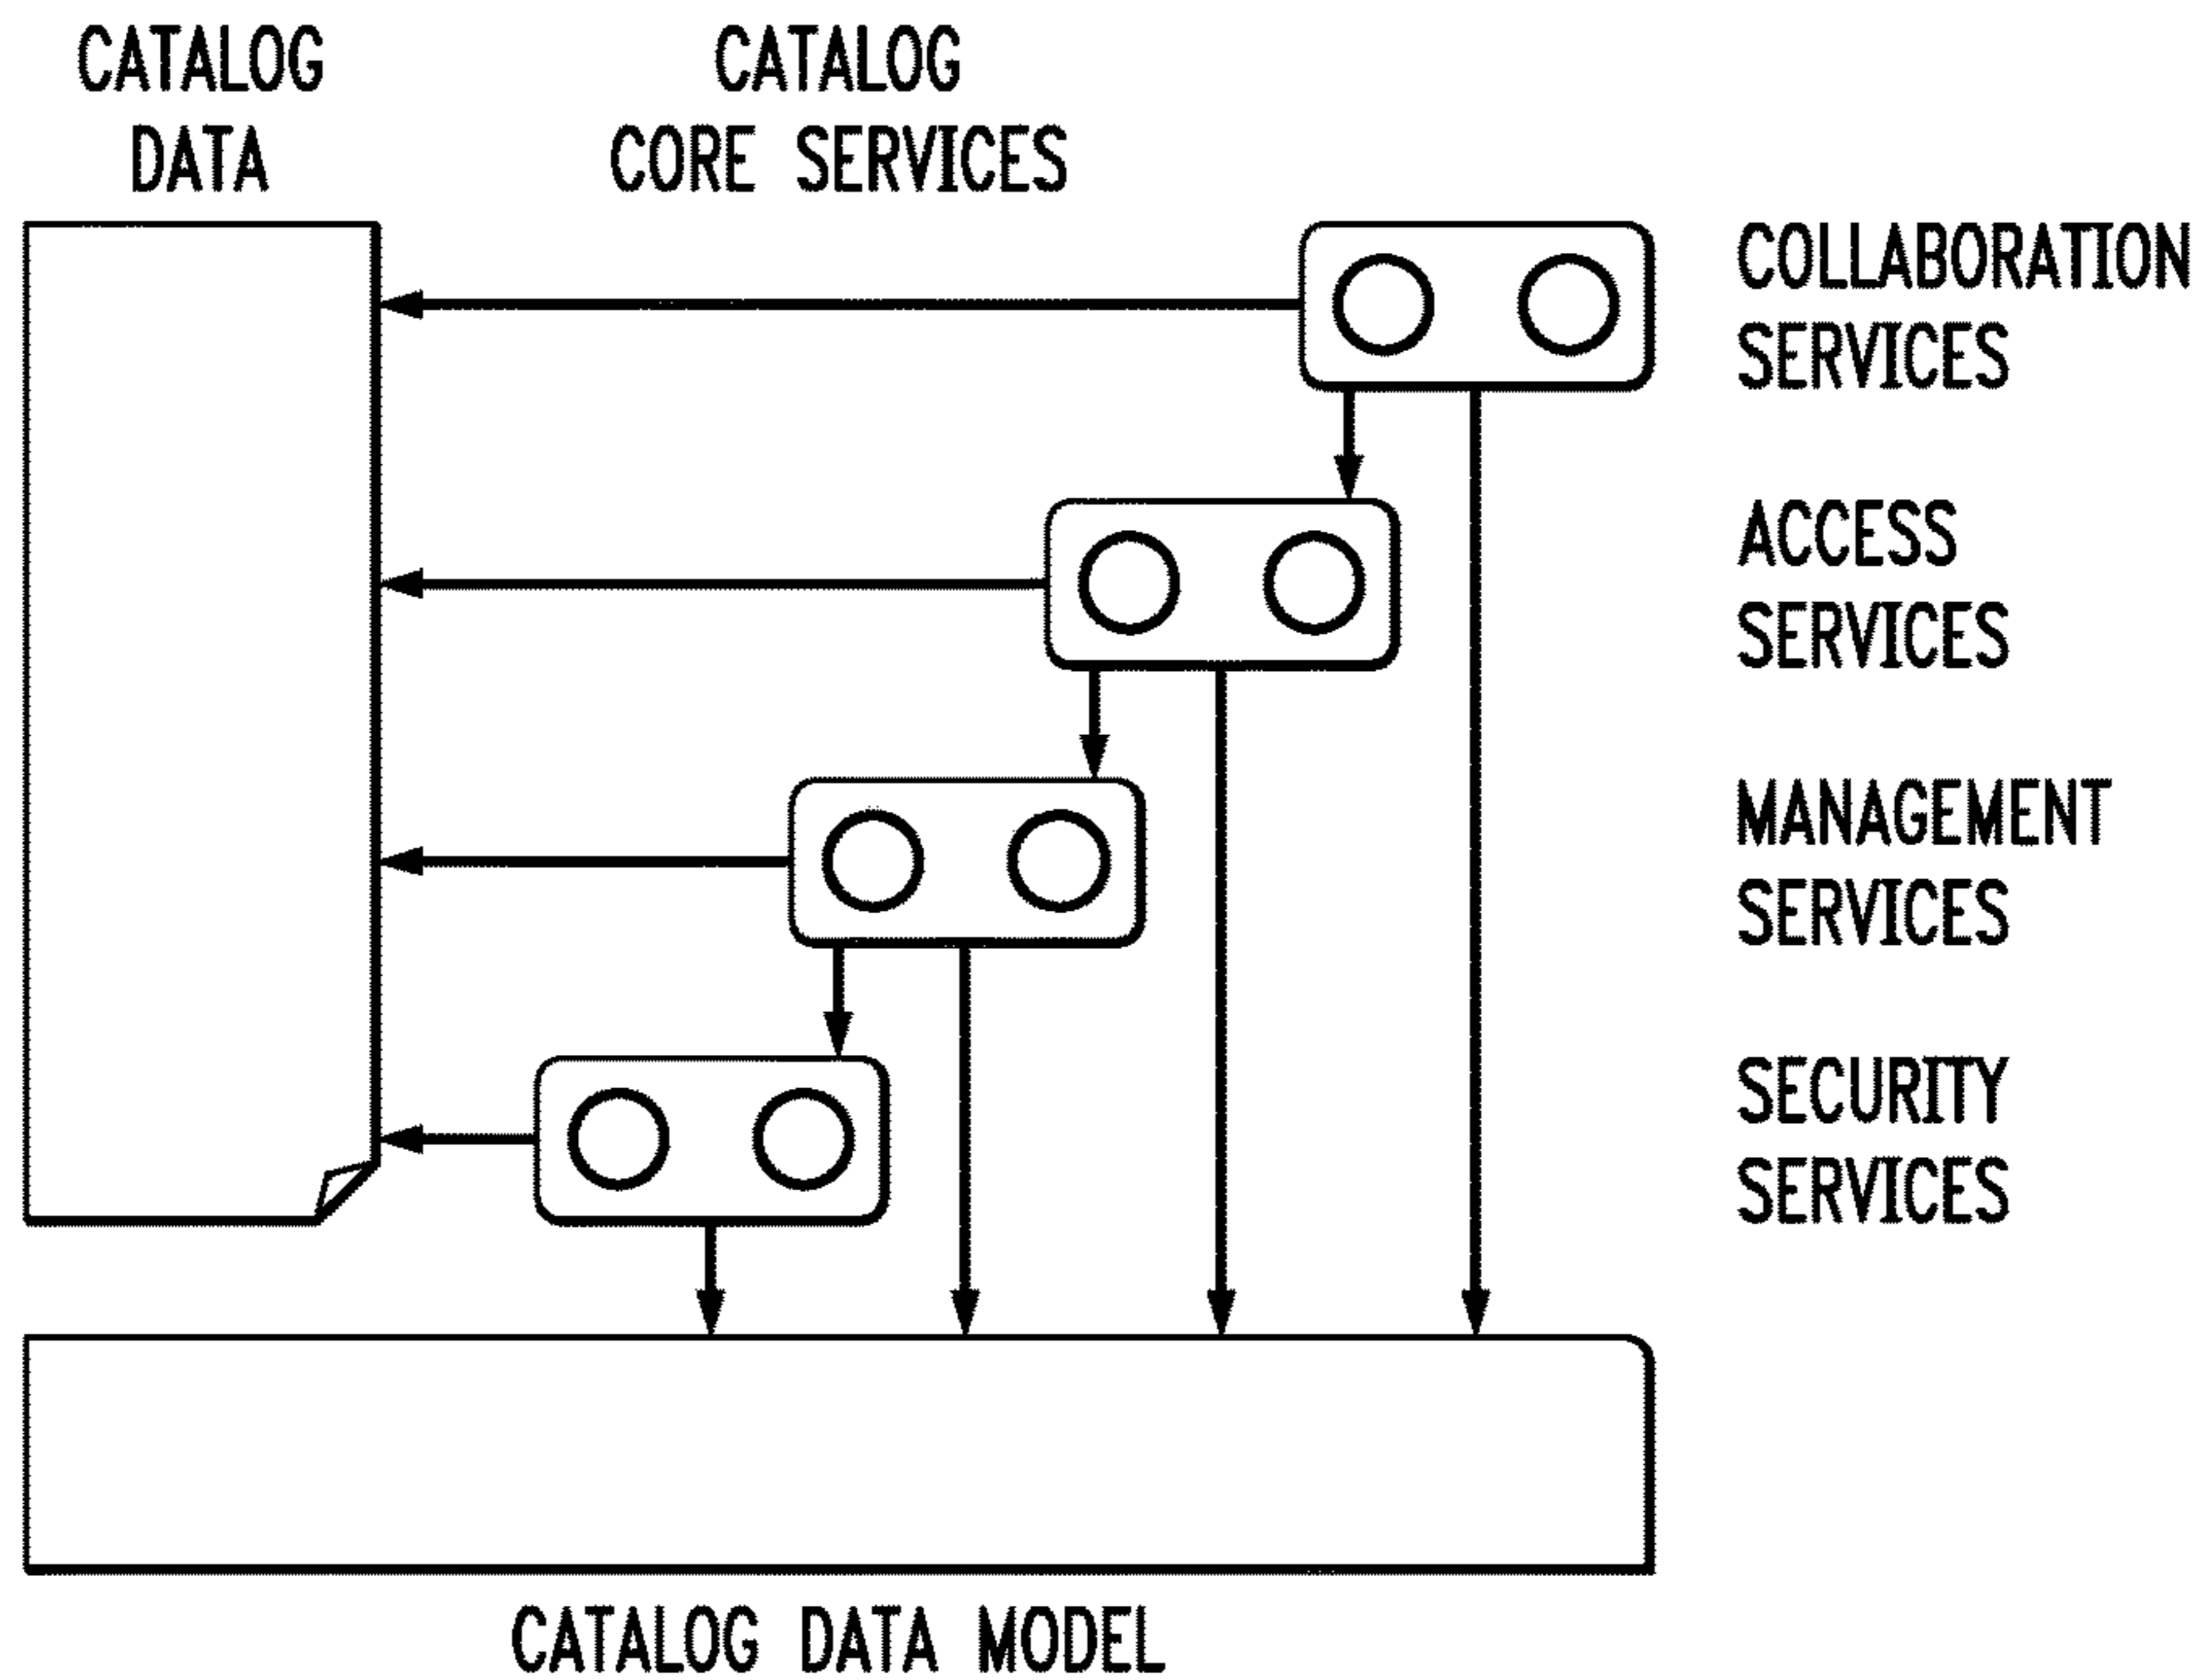 CATALOG
DATA
CATALOG
CORE SERVICES
COLLABORATION
SERVICES
ACCESS
SERVICES
MANAGEMENT
SERVICES
SECURITY
SERVICES
CATALOG DATA MODEL